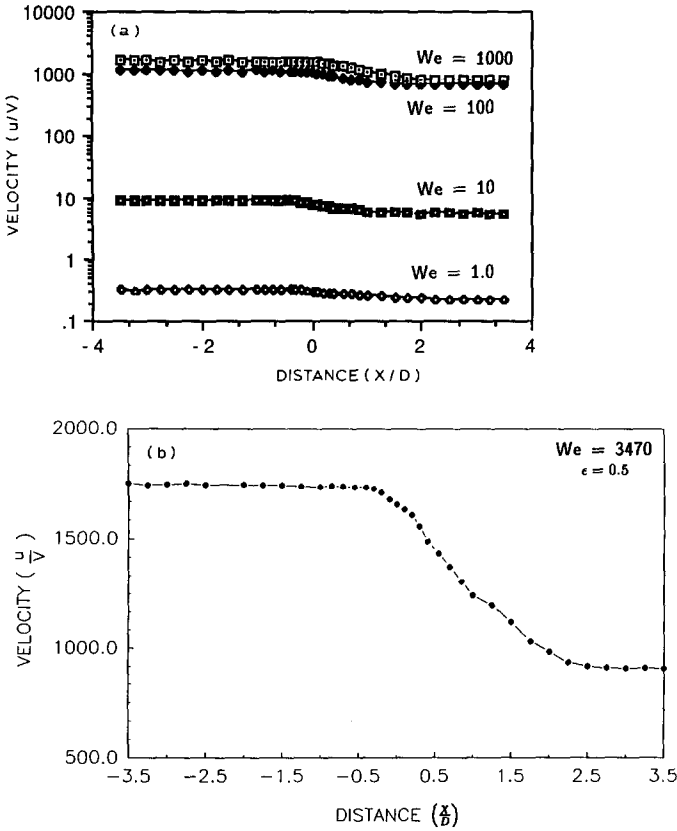 10000
(a)
We = 1000
1000
We = 100
100
VELOCITY (u/V)
We = 10
10
1
We = 1.0
.1
-4 -2 0 2 4
DISTANCE (X/D)
2000.0
(b)
We = 3470
ϵ = 0.5
1500.0
VELOCITY ( u/V )
1000.0
500.0
-3.5 -2.5 -1.5 -0.5 0.5 1.5 2.5 3.5
DISTANCE (X/D)